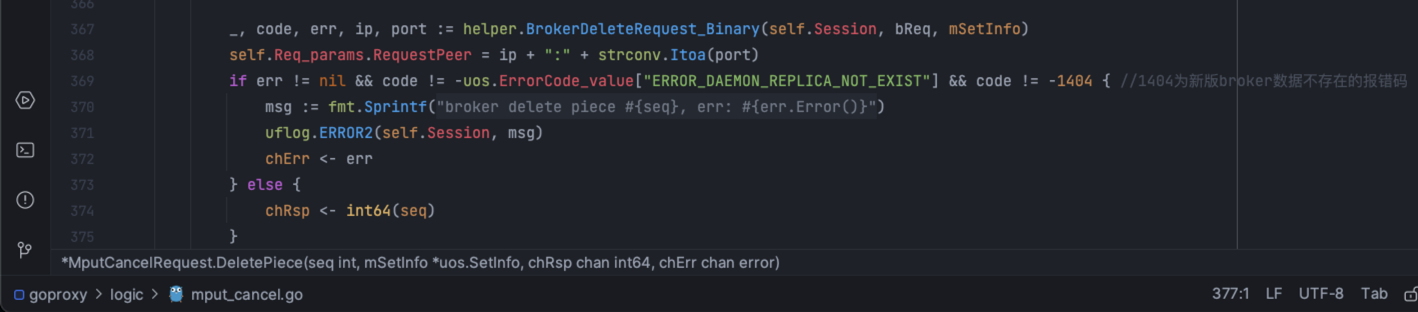 366
367 _, code, err, ip, port := helper.BrokerDeleteRequest_Binary(self.Session, bReq, mSetInfo)
368 self.Req_params.RequestPeer = ip + ":" + strconv.Itoa(port)
369 if err != nil && code != -uos.ErrorCode_value["ERROR_DAEMON_REPLICA_NOT_EXIST"] && code != -1404 { //1404为新版broker数据不存在的报错码
370 msg := fmt.Sprintf("broker delete piece #{seq}, err: #{err.Error()}")
371 uflog.ERROR2(self.Session, msg)
372 chErr <- err
373 } else {
374 chRsp <- int64(seq)
375 }
*MputCancelRequest.DeletePiece(seq int, mSetInfo *uos.SetInfo, chRsp chan int64, chErr chan error)
goproxy > logic > mput_cancel.go 377:1 LF UTF-8 Tab